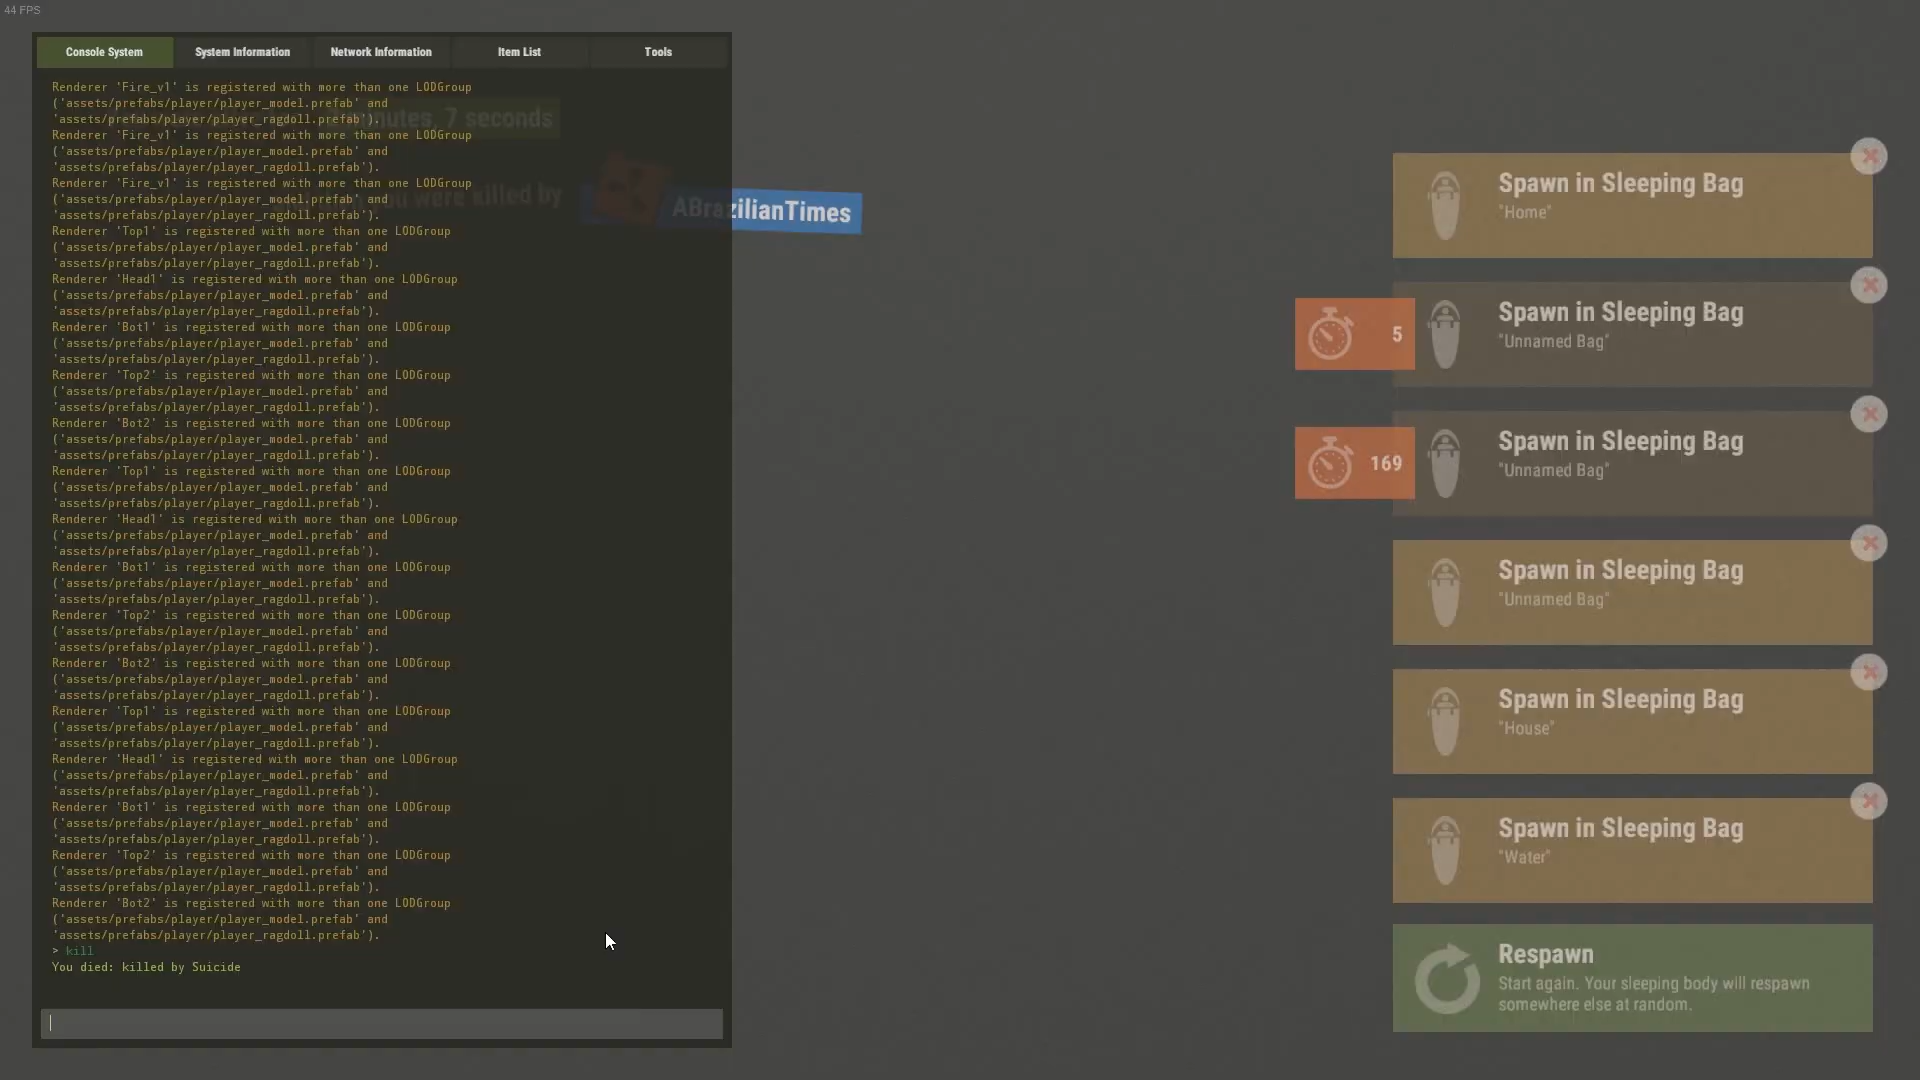 44 FPS
Console System System Information Network Information Item List Tools
Renderer 'Fire_v1' is registered with more than one LODGroup
('assets/prefabs/player/player_model.prefab' and
'assets/prefabs/player/player_ragdoll.prefab').
Renderer 'Fire_v1' is registered with more than one LODGroup
('assets/prefabs/player/player_model.prefab' and
'assets/prefabs/player/player_ragdoll.prefab').
Renderer 'Fire_v1' is registered with more than one LODGroup
('assets/prefabs/player/player_model.prefab' and
'assets/prefabs/player/player_ragdoll.prefab').
Renderer 'Top1' is registered with more than one LODGroup
('assets/prefabs/player/player_model.prefab' and
'assets/prefabs/player/player_ragdoll.prefab').
Renderer 'Head1' is registered with more than one LODGroup
('assets/prefabs/player/player_model.prefab' and
'assets/prefabs/player/player_ragdoll.prefab').
Renderer 'Bot1' is registered with more than one LODGroup
('assets/prefabs/player/player_model.prefab' and
'assets/prefabs/player/player_ragdoll.prefab').
Renderer 'Top2' is registered with more than one LODGroup
('assets/prefabs/player/player_model.prefab' and
'assets/prefabs/player/player_ragdoll.prefab').
Renderer 'Bot2' is registered with more than one LODGroup
('assets/prefabs/player/player_model.prefab' and
'assets/prefabs/player/player_ragdoll.prefab').
Renderer 'Top1' is registered with more than one LODGroup
('assets/prefabs/player/player_model.prefab' and
'assets/prefabs/player/player_ragdoll.prefab').
Renderer 'Head1' is registered with more than one LODGroup
('assets/prefabs/player/player_model.prefab' and
'assets/prefabs/player/player_ragdoll.prefab').
Renderer 'Bot1' is registered with more than one LODGroup
('assets/prefabs/player/player_model.prefab' and
'assets/prefabs/player/player_ragdoll.prefab').
Renderer 'Top2' is registered with more than one LODGroup
('assets/prefabs/player/player_model.prefab' and
'assets/prefabs/player/player_ragdoll.prefab').
Renderer 'Bot2' is registered with more than one LODGroup
('assets/prefabs/player/player_model.prefab' and
'assets/prefabs/player/player_ragdoll.prefab').
Renderer 'Top1' is registered with more than one LODGroup
('assets/prefabs/player/player_model.prefab' and
'assets/prefabs/player/player_ragdoll.prefab').
Renderer 'Head1' is registered with more than one LODGroup
('assets/prefabs/player/player_model.prefab' and
'assets/prefabs/player/player_ragdoll.prefab').
Renderer 'Bot1' is registered with more than one LODGroup
('assets/prefabs/player/player_model.prefab' and
'assets/prefabs/player/player_ragdoll.prefab').
Renderer 'Top2' is registered with more than one LODGroup
('assets/prefabs/player/player_model.prefab' and
'assets/prefabs/player/player_ragdoll.prefab').
Renderer 'Bot2' is registered with more than one LODGroup
('assets/prefabs/player/player_model.prefab' and
'assets/prefabs/player/player_ragdoll.prefab').
> kill
You died: killed by Suicide
7 seconds
you were killed by ABrazilianTimes
Spawn in Sleeping Bag
"Home"
5
Spawn in Sleeping Bag
"Unnamed Bag"
169
Spawn in Sleeping Bag
"Unnamed Bag"
Spawn in Sleeping Bag
"Unnamed Bag"
Spawn in Sleeping Bag
"House"
Spawn in Sleeping Bag
"Water"
Respawn
Start again. Your sleeping body will respawn
somewhere else at random.